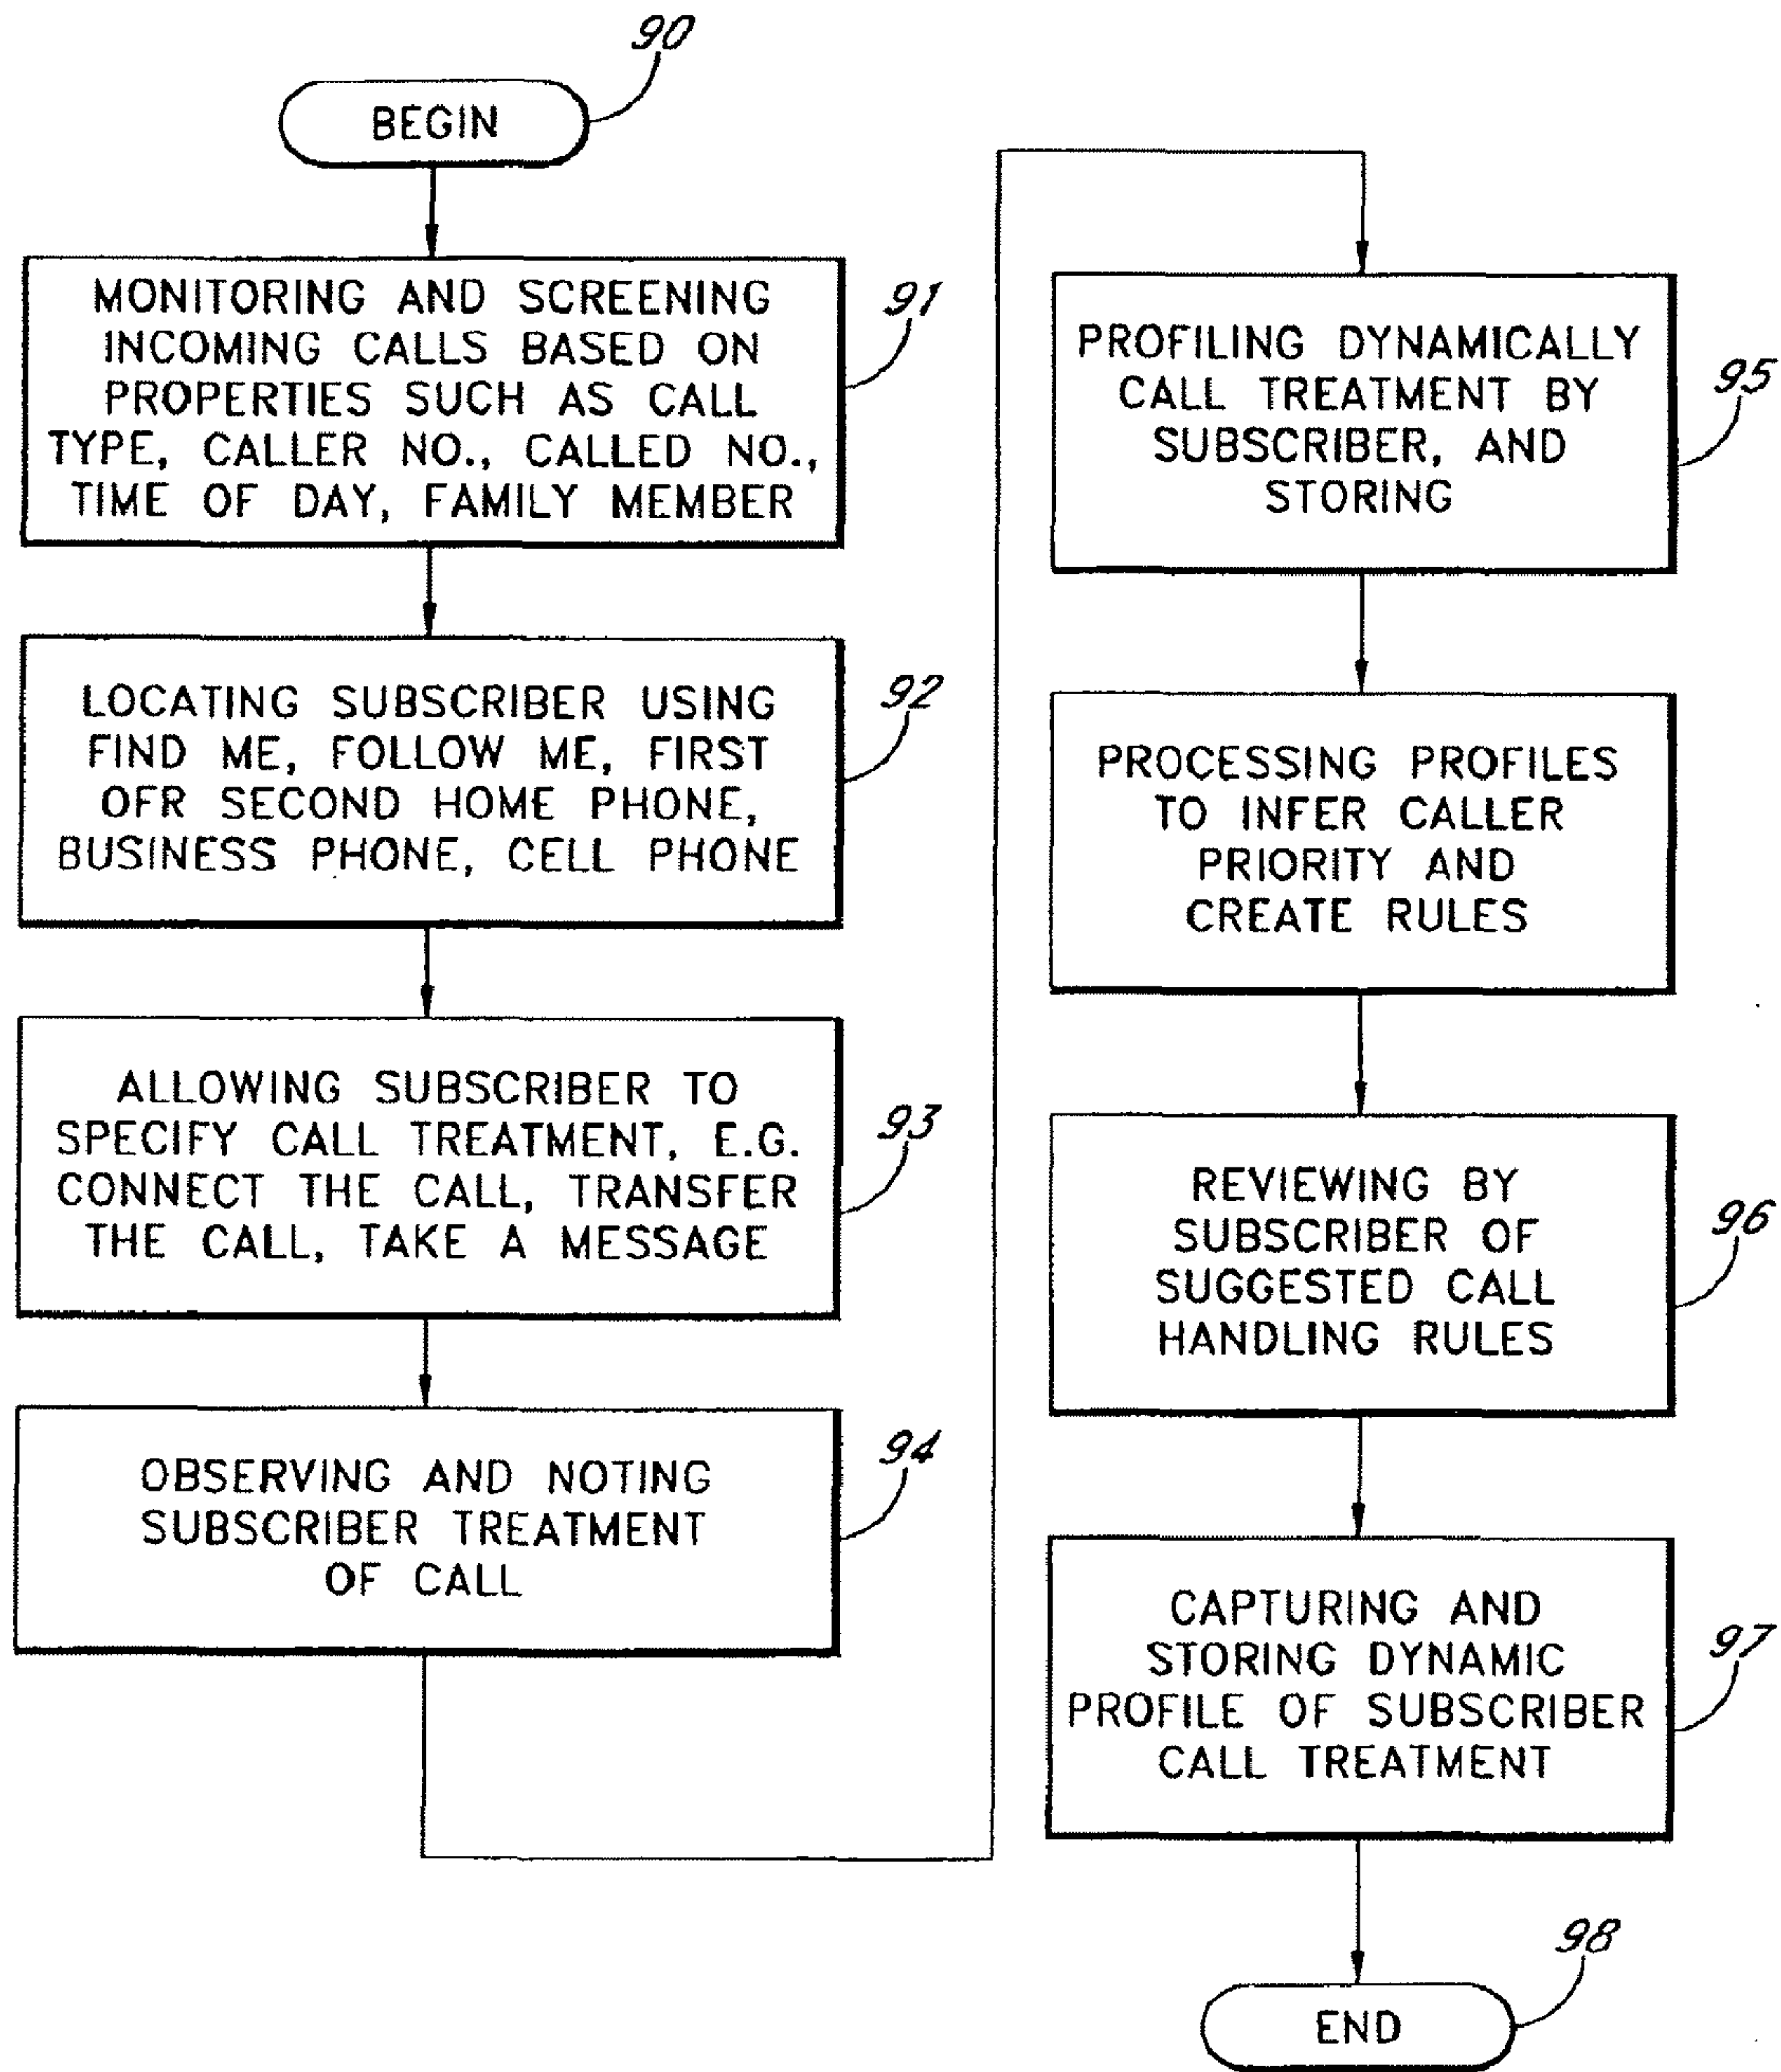 90
BEGIN
MONITORING AND SCREENING
INCOMING CALLS BASED ON
PROPERTIES SUCH AS CALL
TYPE, CALLER NO., CALLED NO.,
TIME OF DAY, FAMILY MEMBER
91
LOCATING SUBSCRIBER USING
FIND ME, FOLLOW ME, FIRST
OFR SECOND HOME PHONE,
BUSINESS PHONE, CELL PHONE
92
ALLOWING SUBSCRIBER TO
SPECIFY CALL TREATMENT, E.G.
CONNECT THE CALL, TRANSFER
THE CALL, TAKE A MESSAGE
93
OBSERVING AND NOTING
SUBSCRIBER TREATMENT
OF CALL
94
PROFILING DYNAMICALLY
CALL TREATMENT BY
SUBSCRIBER, AND
STORING
95
PROCESSING PROFILES
TO INFER CALLER
PRIORITY AND
CREATE RULES
REVIEWING BY
SUBSCRIBER OF
SUGGESTED CALL
HANDLING RULES
96
CAPTURING AND
STORING DYNAMIC
PROFILE OF SUBSCRIBER
CALL TREATMENT
97
98
END